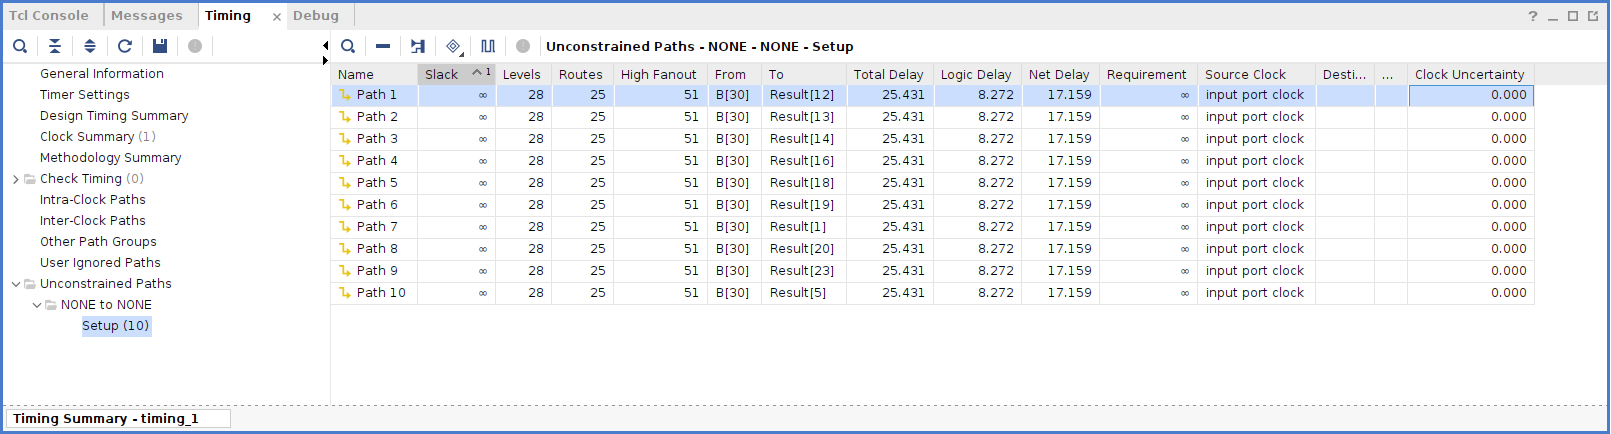 Tcl Console Messages Timing × Debug ? _
Unconstrained Paths - NONE - NONE - Setup
General Information
Timer Settings
Design Timing Summary
Clock Summary (1)
Methodology Summary
Check Timing (0)
Intra-Clock Paths
Inter-Clock Paths
Other Path Groups
User Ignored Paths
Unconstrained Paths
NONE to NONE
Setup (10)
Name Slack ^1 Levels Routes High Fanout From To Total Delay Logic Delay Net Delay Requirement Source Clock Desti... ... Clock Uncertainty
Path 1 ∞ 28 25 51 B[30] Result[12] 25.431 8.272 17.159 ∞ input port clock 0.000
Path 2 ∞ 28 25 51 B[30] Result[13] 25.431 8.272 17.159 ∞ input port clock 0.000
Path 3 ∞ 28 25 51 B[30] Result[14] 25.431 8.272 17.159 ∞ input port clock 0.000
Path 4 ∞ 28 25 51 B[30] Result[16] 25.431 8.272 17.159 ∞ input port clock 0.000
Path 5 ∞ 28 25 51 B[30] Result[18] 25.431 8.272 17.159 ∞ input port clock 0.000
Path 6 ∞ 28 25 51 B[30] Result[19] 25.431 8.272 17.159 ∞ input port clock 0.000
Path 7 ∞ 28 25 51 B[30] Result[1] 25.431 8.272 17.159 ∞ input port clock 0.000
Path 8 ∞ 28 25 51 B[30] Result[20] 25.431 8.272 17.159 ∞ input port clock 0.000
Path 9 ∞ 28 25 51 B[30] Result[23] 25.431 8.272 17.159 ∞ input port clock 0.000
Path 10 ∞ 28 25 51 B[30] Result[5] 25.431 8.272 17.159 ∞ input port clock 0.000
Timing Summary - timing_1